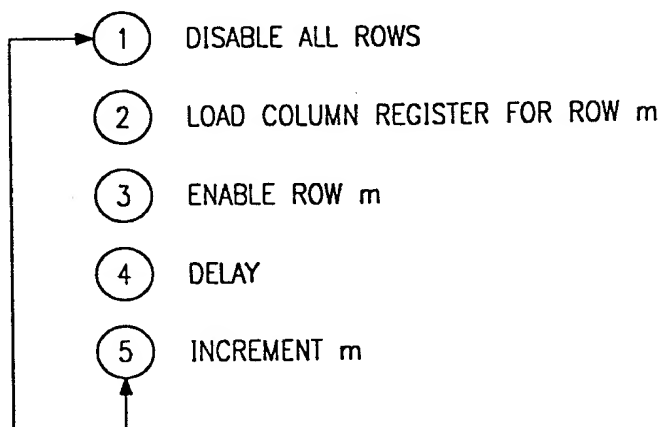 1 DISABLE ALL ROWS
2 LOAD COLUMN REGISTER FOR ROW m
3 ENABLE ROW m
4 DELAY
5 INCREMENT m